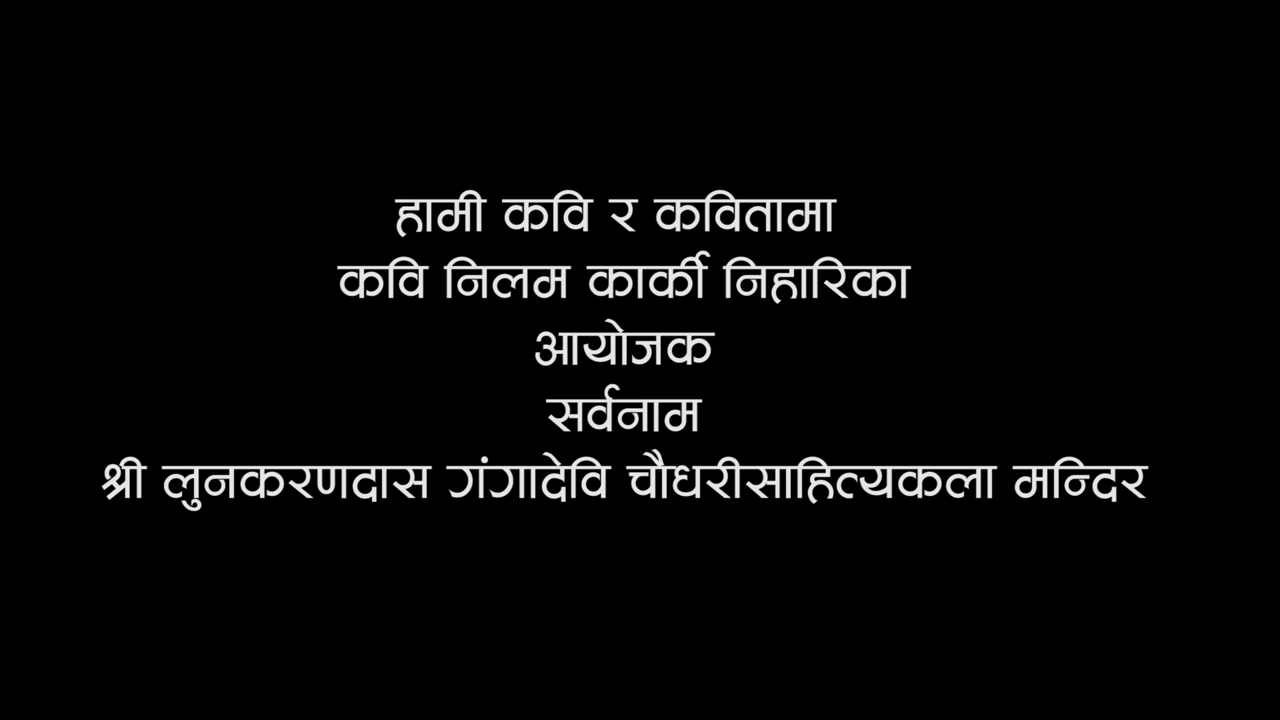 हामी कवि र कवितामा
कवि निलम कार्की निहारिका
आयोजक
सर्वनाम
श्री लुनकरणदास गंगादेवि चौधरीसाहित्यकला मन्दिर